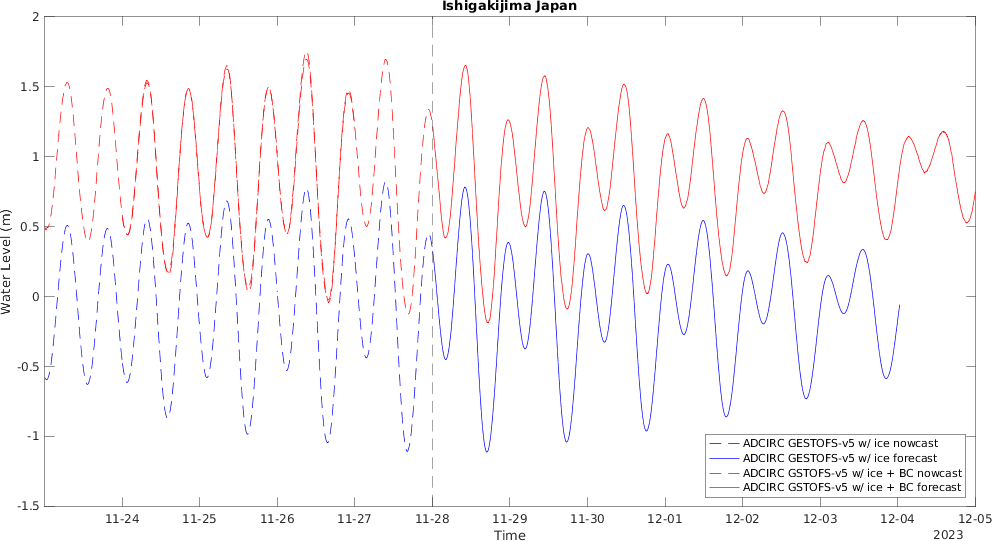 Ishigakijima Japan
Water Level (m)
2
1.5
1
0.5
0
-0.5
-1
-1.5
11-24 11-25 11-26 11-27 11-28 11-29 11-30 12-01 12-02 12-03 12-04 12-05
Time
2023
ADCIRC GESTOFS-v5 w/ ice nowcast
ADCIRC GESTOFS-v5 w/ ice forecast
ADCIRC GSTOFS-v5 w/ ice + BC nowcast
ADCIRC GSTOFS-v5 w/ ice + BC forecast